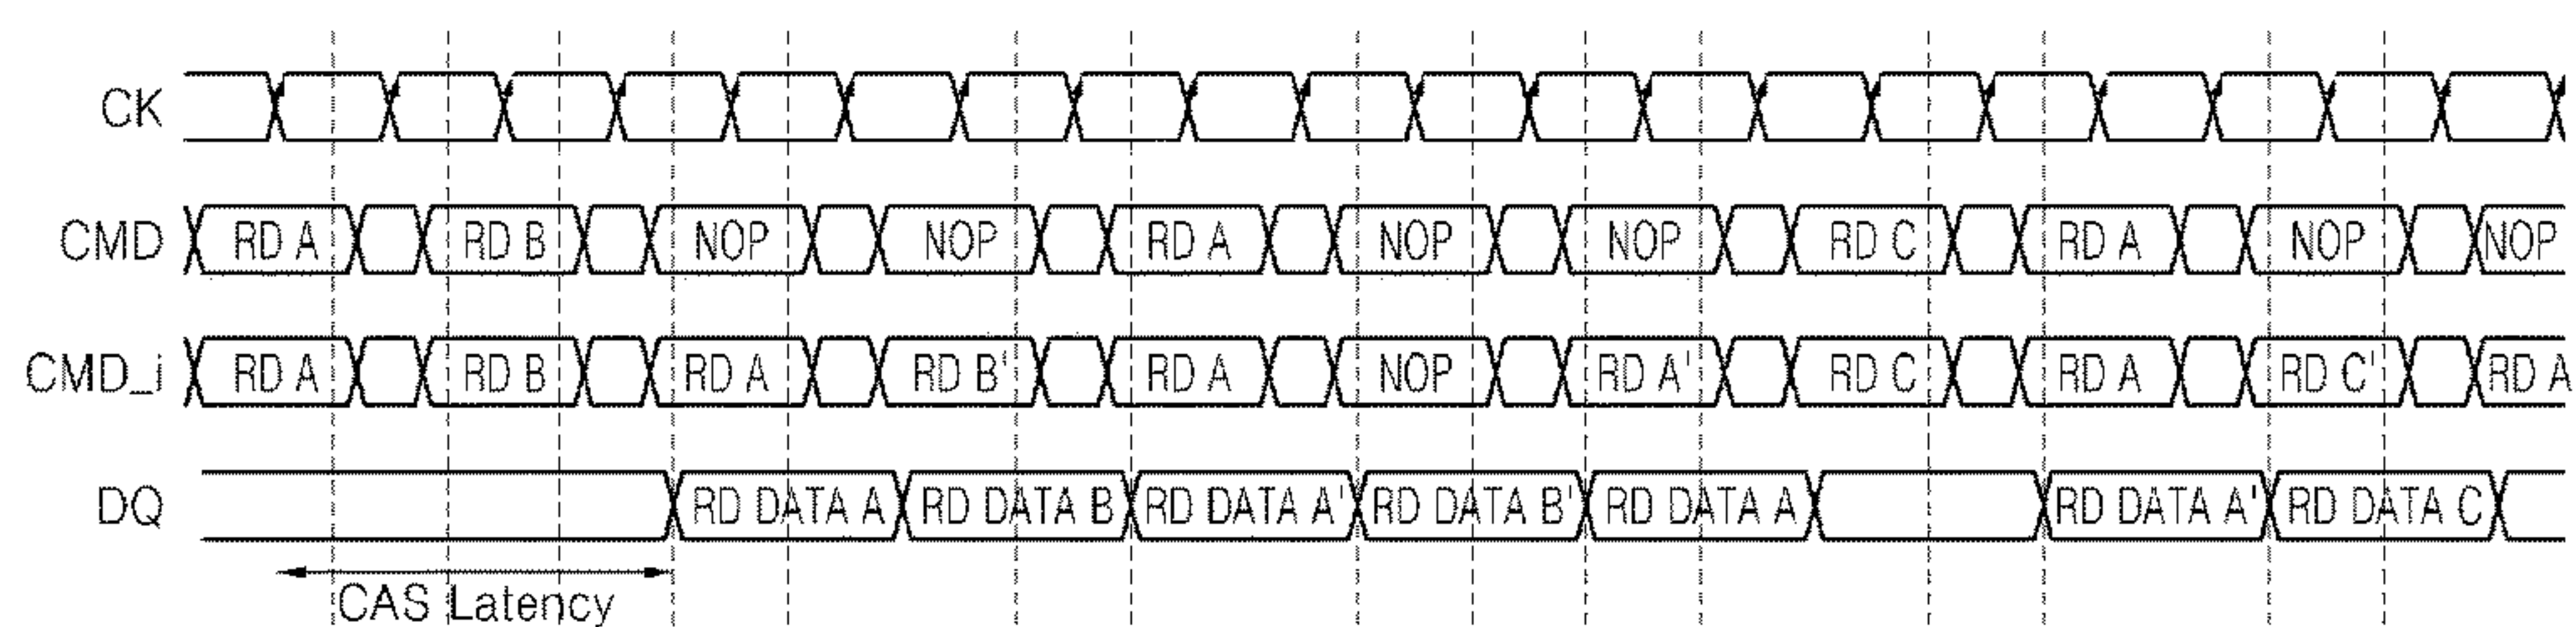 CK
CMD RD A RD B NOP NOP RD A NOP NOP RD C RD A NOP NOP
CMD_i RD A RD B RD A RD B' RD A NOP RD A' RD C RD A RD C' RD A
DQ RD DATA A RD DATA B RD DATA A' RD DATA B' RD DATA A RD DATA A' RD DATA C
CAS Latency